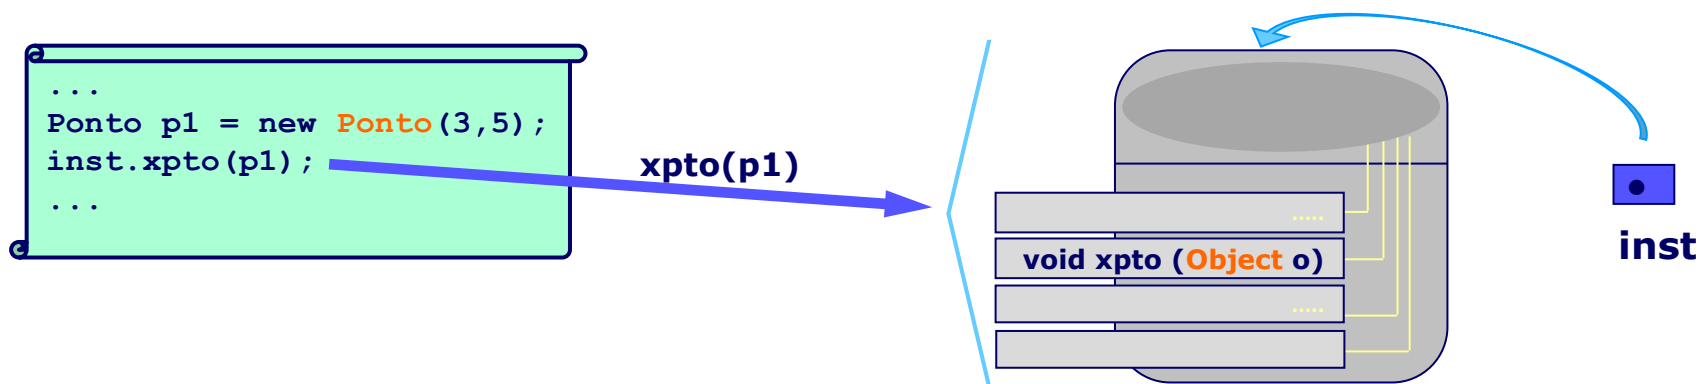 ...
Ponto p1 = new Ponto(3,5);
inst.xpto(p1);
...
xpto(p1)
.....
void xpto (Object o)
.....
inst